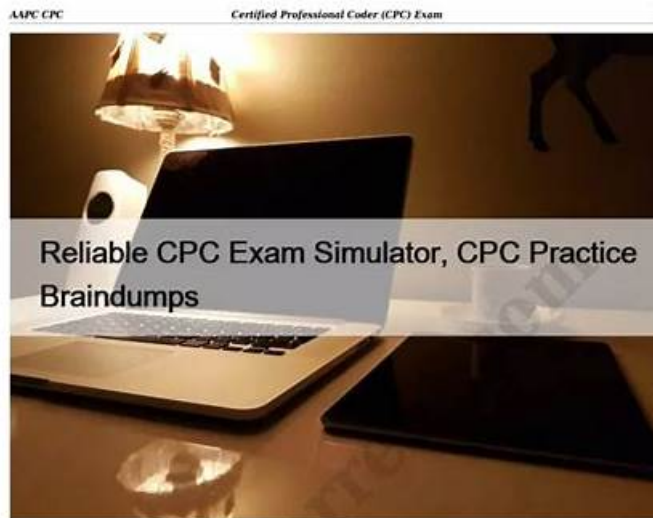 AAPC CPC Certified Professional Coder (CPC) Exam
Reliable CPC Exam Simulator, CPC Practice
Braindumps